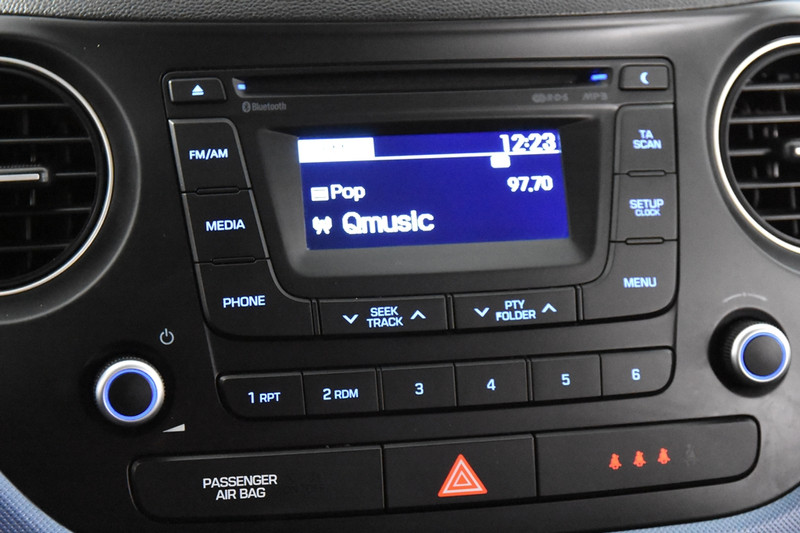 Bluetooth
RDS
MP3
FM/AM
12:23
TA
SCAN
Pop
97.70
MEDIA
Qmusic
SETUP
CLOCK
PHONE
SEEK
TRACK
PTY
FOLDER
MENU
1 RPT
2 RDM
3
4
5
6
PASSENGER
AIR BAG